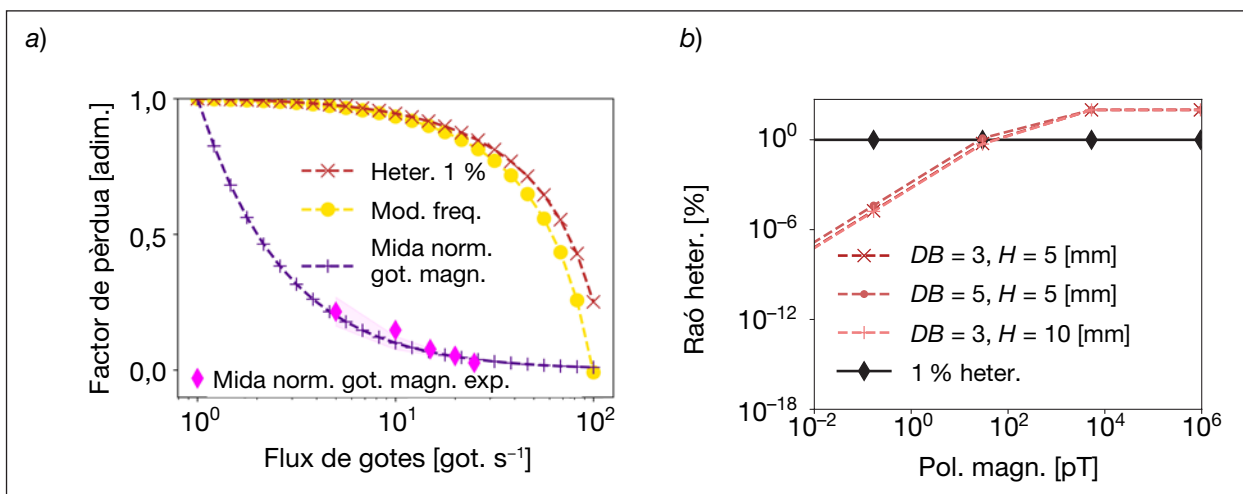 a)
Factor de pèrdua [adim.]
1,0
0,5
0,0
Heter. 1 %
Mod. freq.
Mida norm.
got. magn.
Mida norm. got. magn. exp.
10⁰
10¹
10²
Flux de gotes [got. s⁻¹]
b)
Raó heter. [%]
10⁰
10⁻⁶
10⁻¹²
10⁻¹⁸
DB = 3, H = 5 [mm]
DB = 5, H = 5 [mm]
DB = 3, H = 10 [mm]
1 % heter.
10⁻²
10⁰
10²
10⁴
10⁶
Pol. magn. [pT]